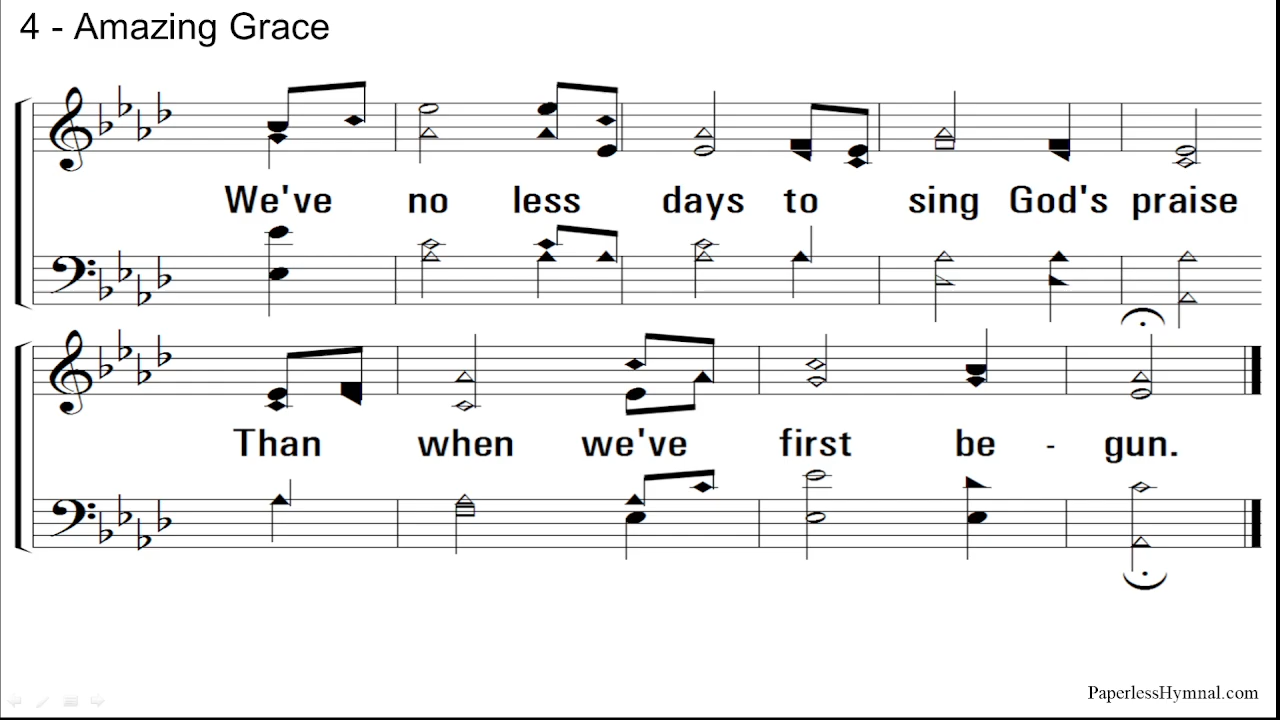 4 - Amazing Grace
We've no less days to sing God's praise
Than when we've first be - gun.
PaperlessHymnal.com